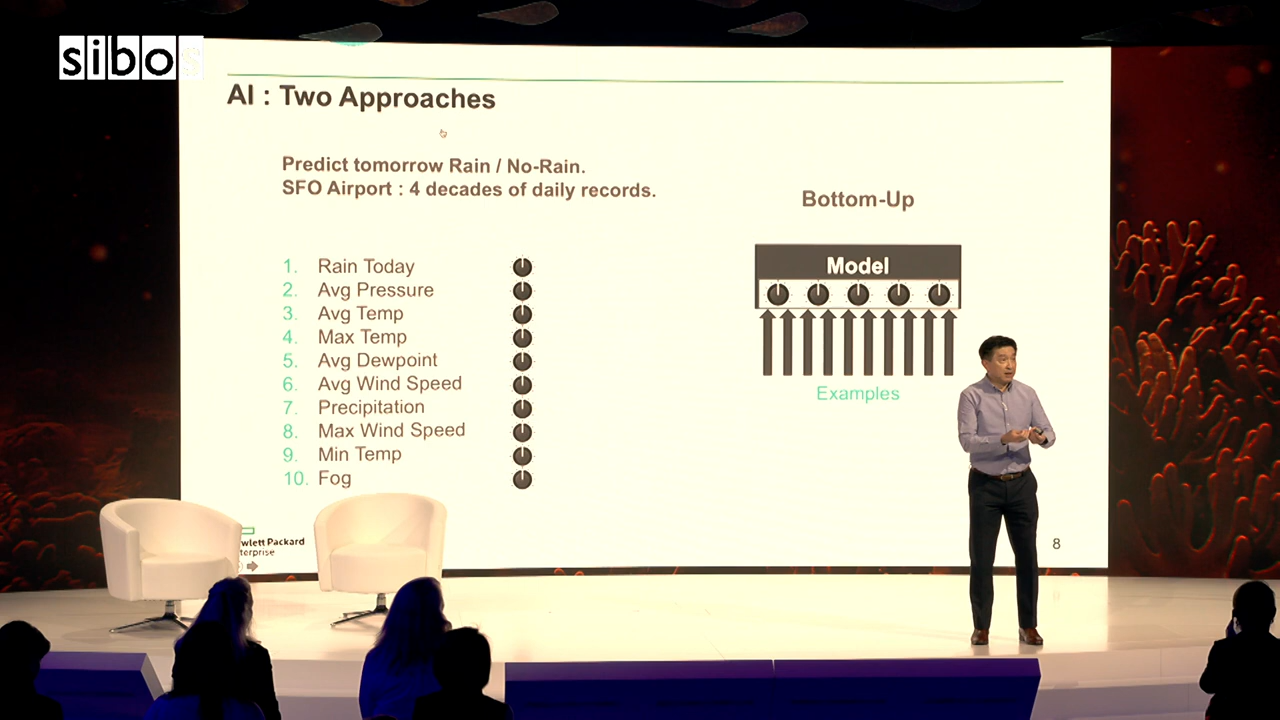 sibos
AI : Two Approaches
Predict tomorrow Rain / No-Rain.
SFO Airport : 4 decades of daily records.
1. Rain Today
2. Avg Pressure
3. Avg Temp
4. Max Temp
5. Avg Dewpoint
6. Avg Wind Speed
7. Precipitation
8. Max Wind Speed
9. Min Temp
10. Fog
Bottom-Up
Model
Examples
wlett Packard
terprise
8